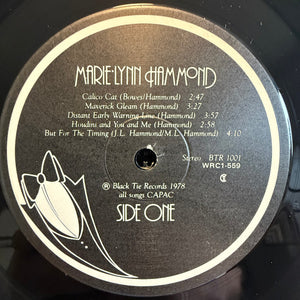 MARIE-LYNN HAMMOND
Calico Cat (Bowes/Hammond) 2:47
Maverick Gleam (Hammond) 3:27
Distant Early Warning Line (Hammond) 3:57
Houdini and You and Me (Hammond) 2:58
But For The Timing (J.L. Hammond/M.L. Hammond) 4:10
Stereo BTR 1001
WRC1-559
℗ Black Tie Records 1978
all songs CAPAC
SIDE ONE